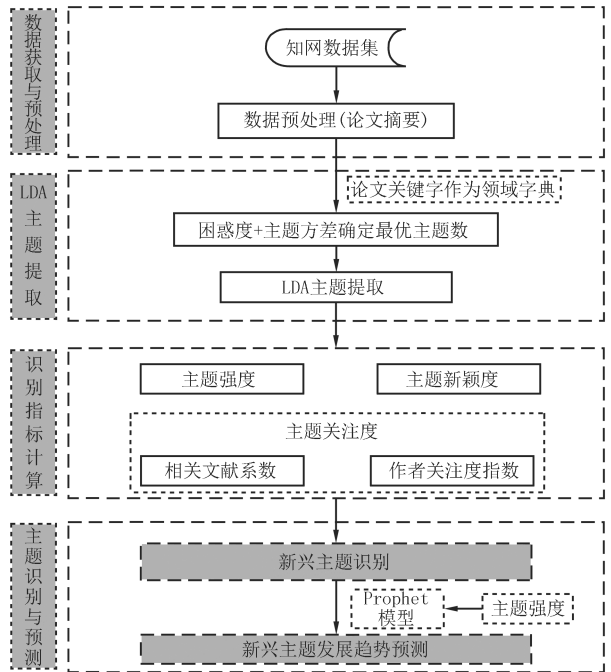 数据获取与预处理
知网数据集
数据预处理(论文摘要)
LDA
主题提取
论文关键字作为领域字典
困惑度+主题方差确定最优主题数
LDA主题提取
识别指标计算
主题强度
主题新颖度
主题关注度
相关文献系数
作者关注度指数
主题识别与预测
新兴主题识别
Prophet
模型
主题强度
新兴主题发展趋势预测